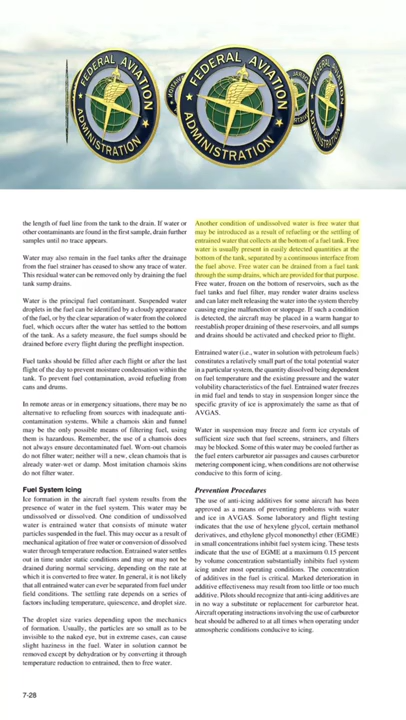 FEDERAL AVIATION
ADMINISTRATION
FEDERAL AVIATION
ADMINISTRATION
the length of fuel line from the tank to the drain. If water or
other contaminants are found in the first sample, drain further
samples until no trace appears.
Water may also remain in the fuel tanks after the drainage
from the fuel strainer has ceased to show any trace of water.
This residual water can be removed only by draining the fuel
tank sump drains.
Water is the principal fuel contaminant. Suspended water
droplets in the fuel can be identified by a cloudy appearance
of the fuel, or by the clear separation of water from the colored
fuel, which occurs after the water has settled to the bottom
of the tank. As a safety measure, the fuel sumps should be
drained before every flight during the preflight inspection.
Fuel tanks should be filled after each flight or after the last
flight of the day to prevent moisture condensation within the
tank. To prevent fuel contamination, avoid refueling from
cans and drums.
In remote areas or in emergency situations, there may be no
alternative to refueling from sources with inadequate anti-
contamination systems. While a chamois skin and funnel
may be the only possible means of filtering fuel, using
them is hazardous. Remember, the use of a chamois does
not always ensure decontaminated fuel. Worn-out chamois
do not filter water; neither will a new, clean chamois that is
already water-wet or damp. Most imitation chamois skins
do not filter water.
Fuel System Icing
Ice formation in the aircraft fuel system results from the
presence of water in the fuel system. This water may be
undissolved or dissolved. One condition of undissolved
water is entrained water that consists of minute water
particles suspended in the fuel. This may occur as a result of
mechanical agitation of free water or conversion of dissolved
water through temperature reduction. Entrained water settles
out in time under static conditions and may or may not be
drained during normal servicing, depending on the rate at
which it is converted to free water. In general, it is not likely
that all entrained water can ever be separated from fuel under
field conditions. The settling rate depends on a series of
factors including temperature, quiescence, and droplet size.
The droplet size varies depending upon the mechanics
of formation. Usually, the particles are so small as to be
invisible to the naked eye, but in extreme cases, can cause
slight haziness in the fuel. Water in solution cannot be
removed except by dehydration or by converting it through
temperature reduction to entrained, then to free water.
Another condition of undissolved water is free water that
may be introduced as a result of refueling or the settling of
entrained water that collects at the bottom of a fuel tank. Free
water is usually present in easily detected quantities at the
bottom of the tank, separated by a continuous interface from
the fuel above. Free water can be drained from a fuel tank
through the sump drains, which are provided for that purpose.
Free water, frozen on the bottom of reservoirs, such as the
fuel tanks and fuel filter, may render water drains useless
and can later melt releasing the water into the system thereby
causing engine malfunction or stoppage. If such a condition
is detected, the aircraft may be placed in a warm hangar to
reestablish proper draining of these reservoirs, and all sumps
and drains should be activated and checked prior to flight.
Entrained water (i.e., water in solution with petroleum fuels)
constitutes a relatively small part of the total potential water
in a particular system, the quantity dissolved being dependent
on fuel temperature and the existing pressure and the water
volubility characteristics of the fuel. Entrained water freezes
in mid fuel and tends to stay in suspension longer since the
specific gravity of ice is approximately the same as that of
AVGAS.
Water in suspension may freeze and form ice crystals of
sufficient size such that fuel screens, strainers, and filters
may be blocked. Some of this water may be cooled further as
the fuel enters carburetor air passages and causes carburetor
metering component icing, when conditions are not otherwise
conducive to this form of icing.
Prevention Procedures
The use of anti-icing additives for some aircraft has been
approved as a means of preventing problems with water
and ice in AVGAS. Some laboratory and flight testing
indicates that the use of hexylene glycol, certain methanol
derivatives, and ethylene glycol mononethyl ether (EGME)
in small concentrations inhibit fuel system icing. These tests
indicate that the use of EGME at a maximum 0.15 percent
by volume concentration substantially inhibits fuel system
icing under most operating conditions. The concentration
of additives in the fuel is critical. Marked deterioration in
additive effectiveness may result from too little or too much
additive. Pilots should recognize that anti-icing additives are
in no way a substitute or replacement for carburetor heat.
Aircraft operating instructions involving the use of carburetor
heat should be adhered to at all times when operating under
atmospheric conditions conducive to icing.
7-28